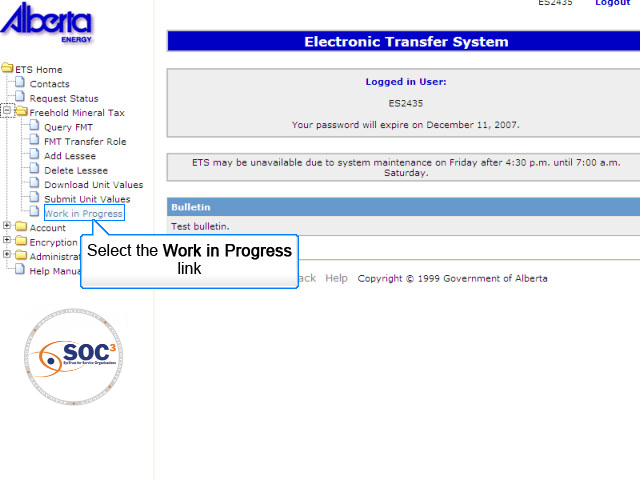 Alberta
ENERGY
ES2435 Logout
Electronic Transfer System
ETS Home
Contacts
Request Status
Freehold Mineral Tax
Query FMT
FMT Transfer Role
Add Lessee
Delete Lessee
Download Unit Values
Submit Unit Values
Work in Progress
Account
Encryption
Administrat
Help Manua
Select the Work in Progress
link
Logged in User:
ES2435
Your password will expire on December 11, 2007.
ETS may be unavailable due to system maintenance on Friday after 4:30 p.m. until 7:00 a.m.
Saturday.
Bulletin
Test bulletin.
ack Help Copyright © 1999 Government of Alberta
SOC3
SysTrust for Service Organizations